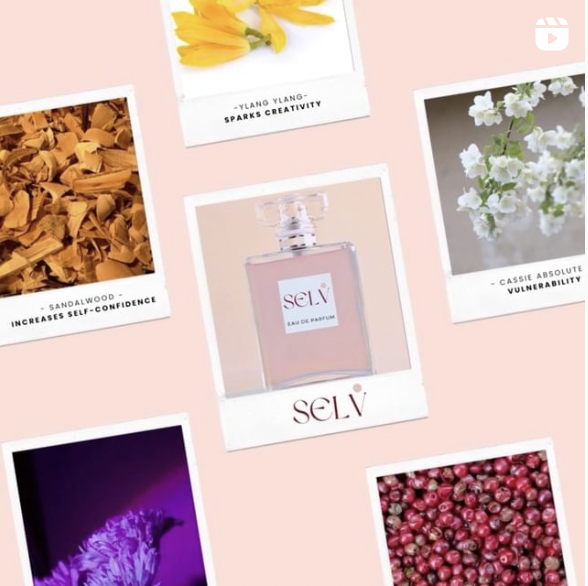 -YLANG YLANG-
SPARKS CREATIVITY
- SANDALWOOD -
INCREASES SELF-CONFIDENCE
- CASSIE ABSOLUTE
VULNERABILITY
SELV
EAU DE PARFUM
SELV